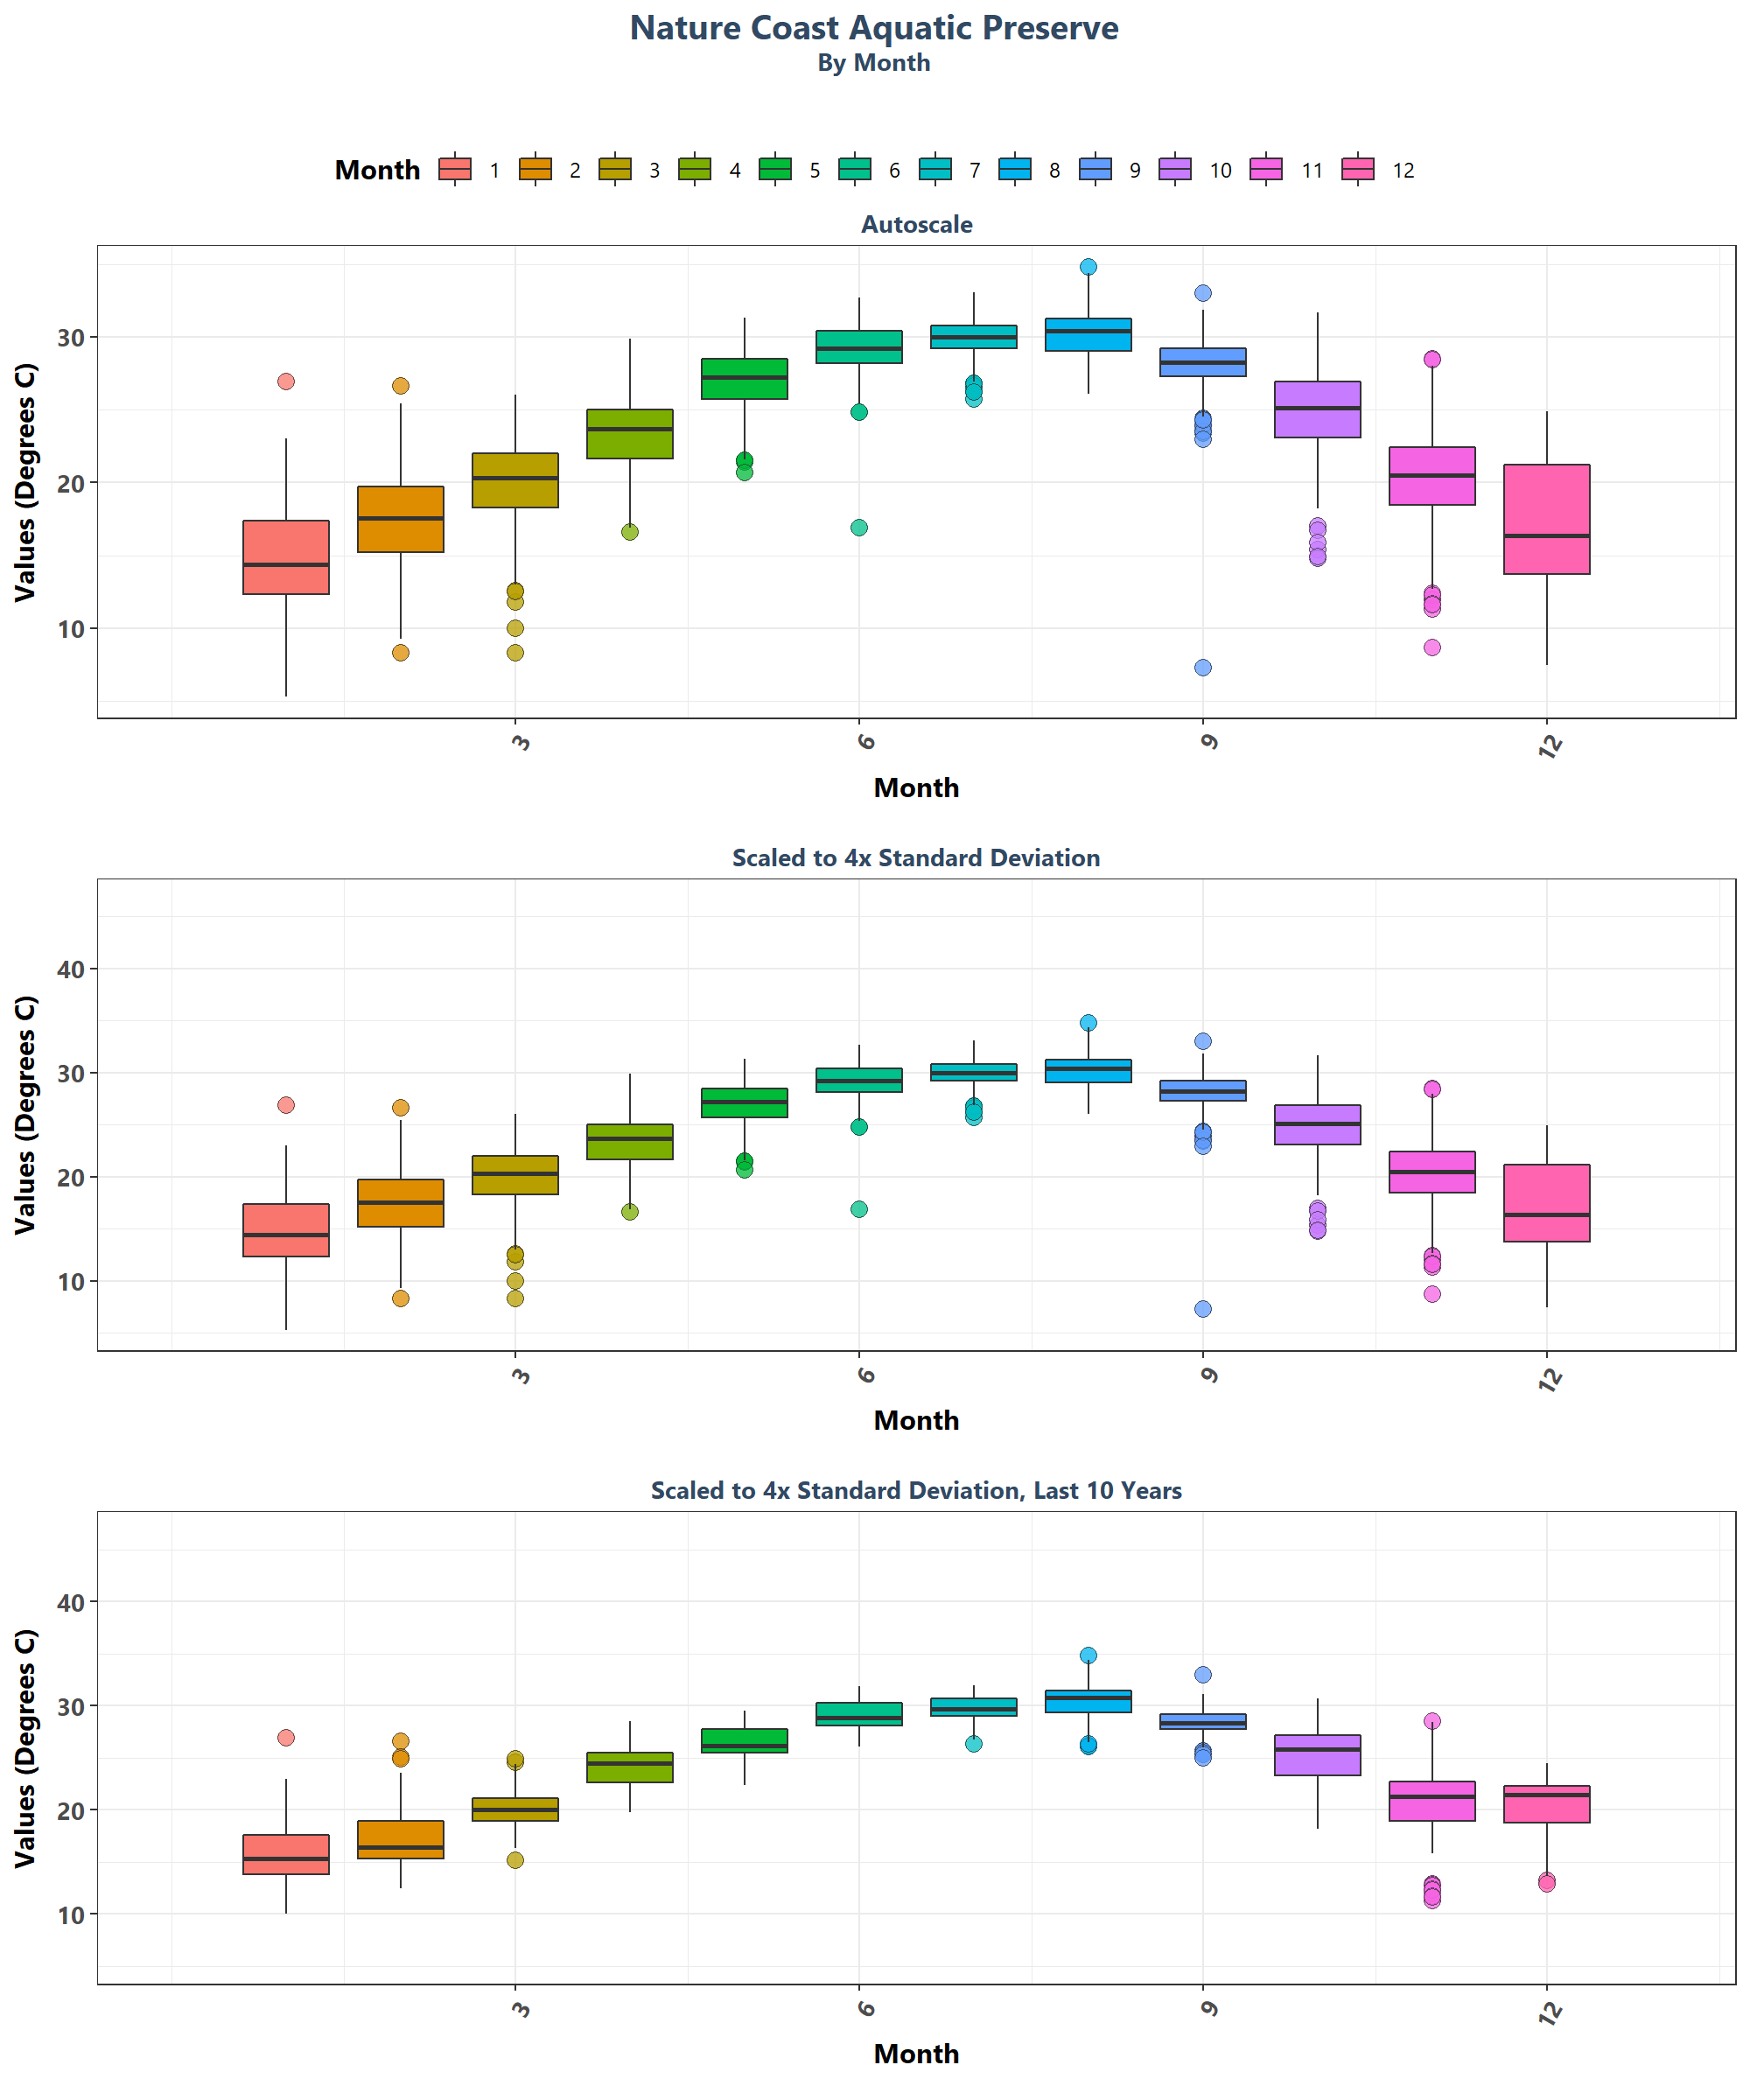 Nature Coast Aquatic Preserve
By Month
Month 1 2 3 4 5 6 7 8 9 10 11 12
Autoscale
Values (Degrees C)
30
20
10
3 6 9 12
Month
Scaled to 4x Standard Deviation
Values (Degrees C)
40
30
20
10
3 6 9 12
Month
Scaled to 4x Standard Deviation, Last 10 Years
Values (Degrees C)
40
30
20
10
3 6 9 12
Month